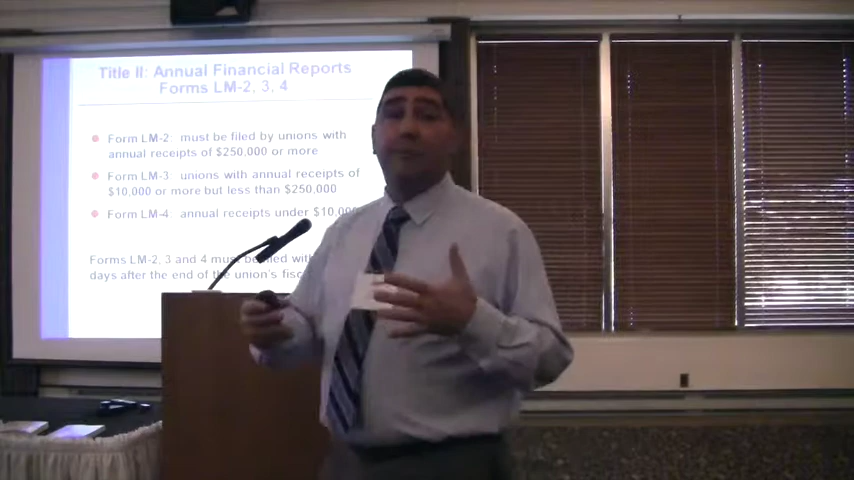 Title II: Annual Financial Reports
Forms LM-2, 3, 4
Form LM-2: must be filed by unions with
annual receipts of $250,000 or more
Form LM-3: unions with annual receipts of
$10,000 or more but less than $250,000
Form LM-4: annual receipts under $10,000
Forms LM-2, 3 and 4 must be filed
days after the end of the union's